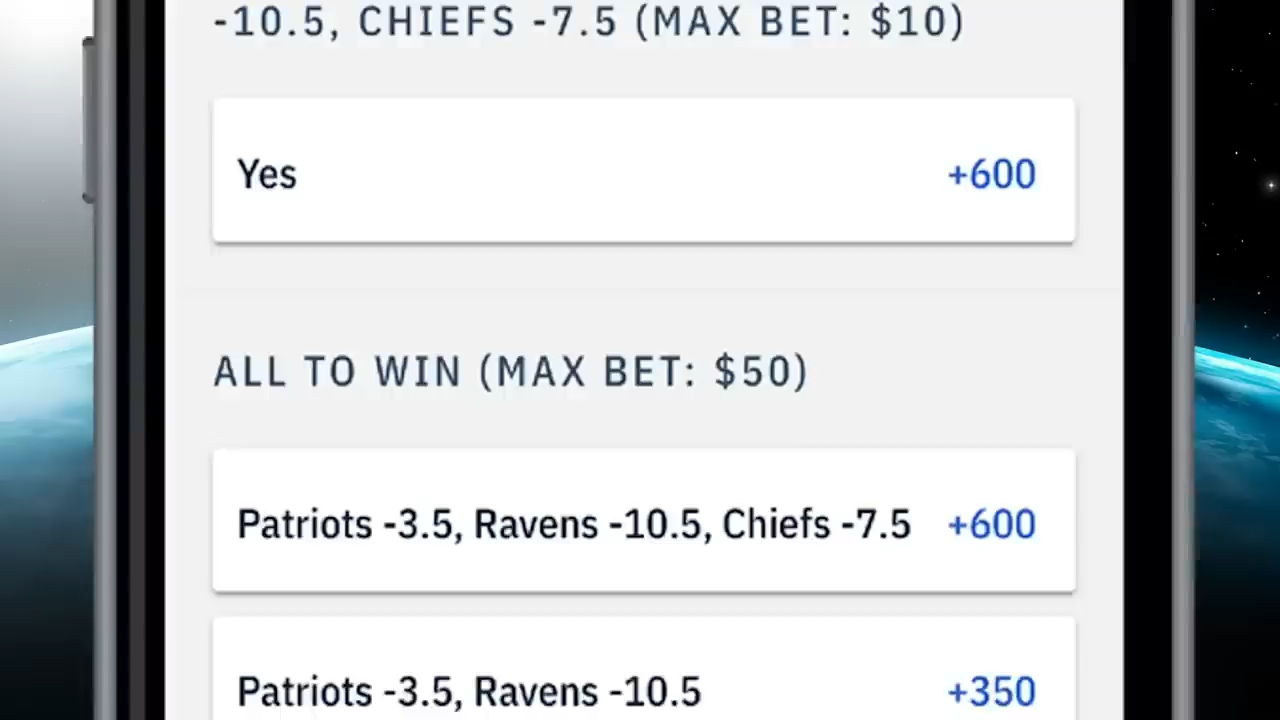 -10.5, CHIEFS -7.5 (MAX BET: $10)
Yes +600
ALL TO WIN (MAX BET: $50)
Patriots -3.5, Ravens -10.5, Chiefs -7.5 +600
Patriots -3.5, Ravens -10.5 +350